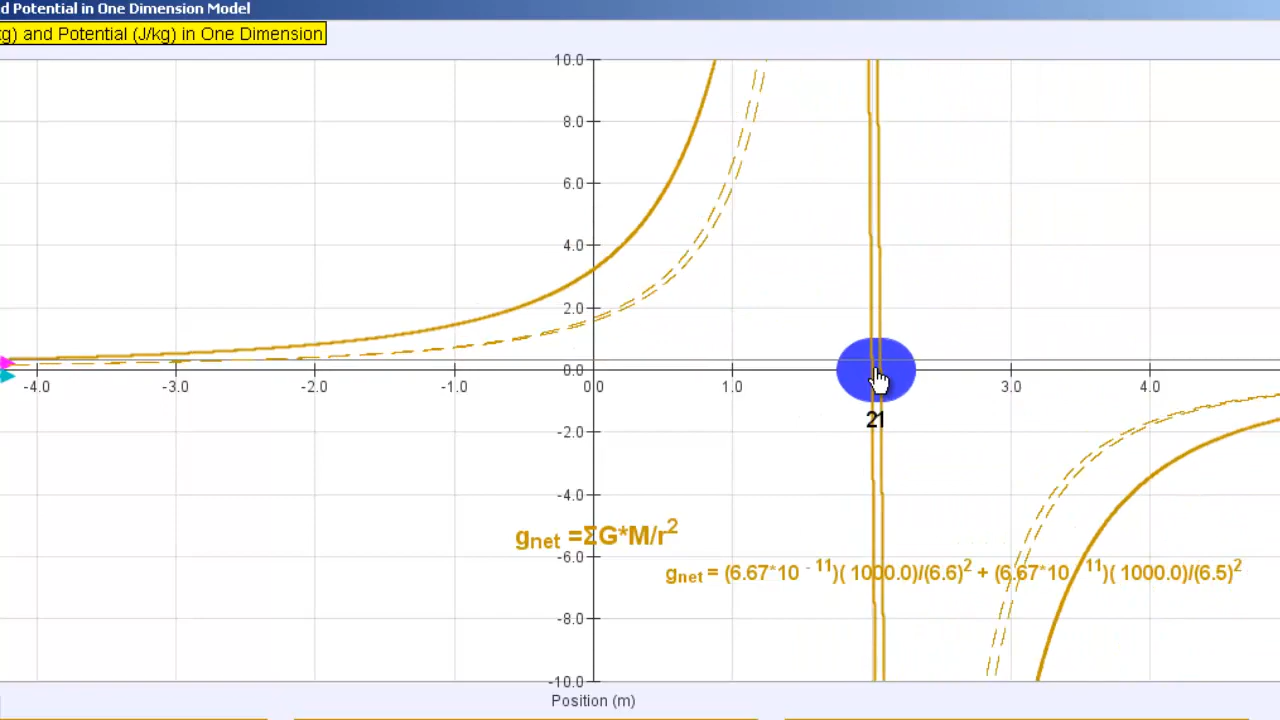 d Potential in One Dimension Model
g) and Potential (J/kg) in One Dimension
10.0
8.0
6.0
4.0
2.0
0.0
-4.0 -3.0 -2.0 -1.0 0.0 1.0 3.0 4.0
21
-2.0
-4.0
g_net =ΣG*M/r²
-6.0
g_net = (6.67*10 ⁻¹¹)( 1000.0)/(6.6)² + (6.67*10 ¹¹)( 1000.0)/(6.5)²
-8.0
-10.0
Position (m)